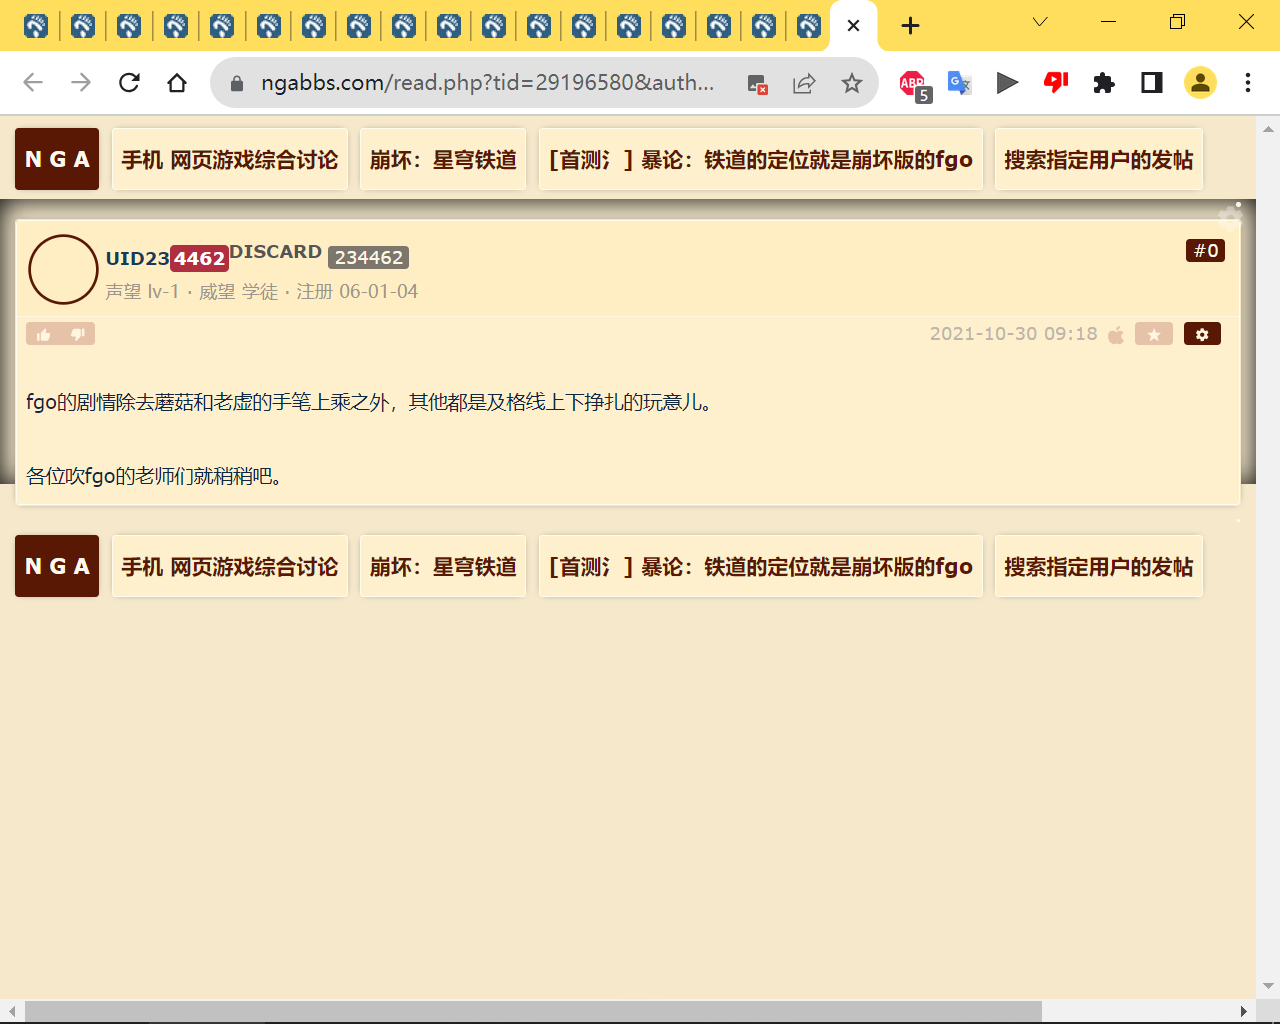 ngabbs.com/read.php?tid=29196580&auth...
ABP
5
G
N G A
手机 网页游戏综合讨论
崩坏：星穹铁道
[首测氵] 暴论：铁道的定位就是崩坏版的fgo
搜索指定用户的发帖
UID234462DISCARD 234462
#0
声望 lv-1 · 威望 学徒 · 注册 06-01-04
2021-10-30 09:18
fgo的剧情除去蘑菇和老虚的手笔上乘之外，其他都是及格线上下挣扎的玩意儿。
各位吹fgo的老师们就稍稍吧。
N G A
手机 网页游戏综合讨论
崩坏：星穹铁道
[首测氵] 暴论：铁道的定位就是崩坏版的fgo
搜索指定用户的发帖